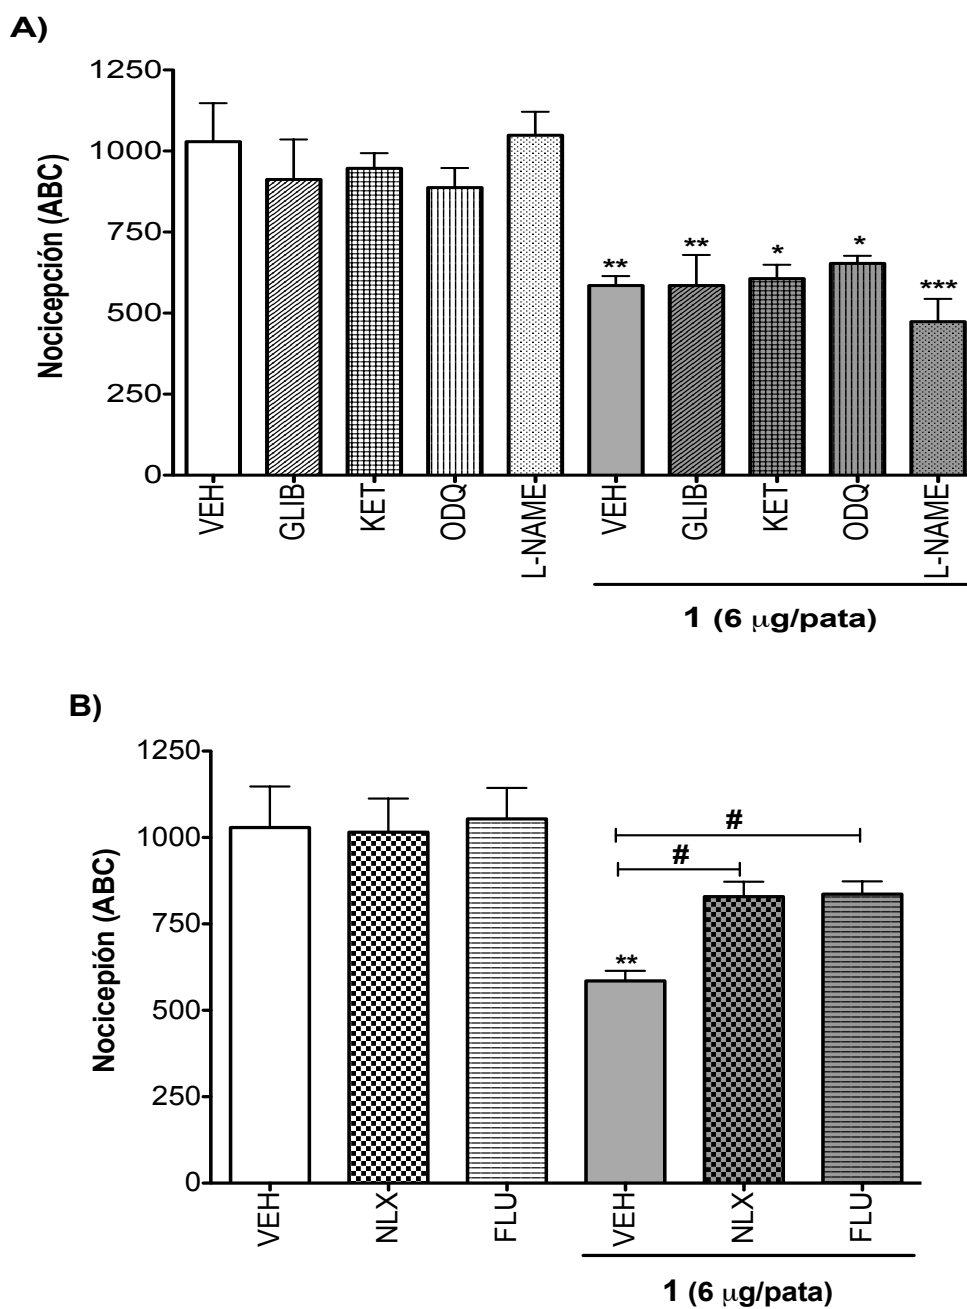 A)
Nocicepción (ABC)
1250
1000
750
500
250
0
** ** * * ***
VEH GLIB KET ODQ L-NAME VEH GLIB KET ODQ L-NAME
1 (6 μg/pata)
B)
Nocicepión (ABC)
1250
1000
750
500
250
0
#
#
**
VEH NLX FLU VEH NLX FLU
1 (6 μg/pata)